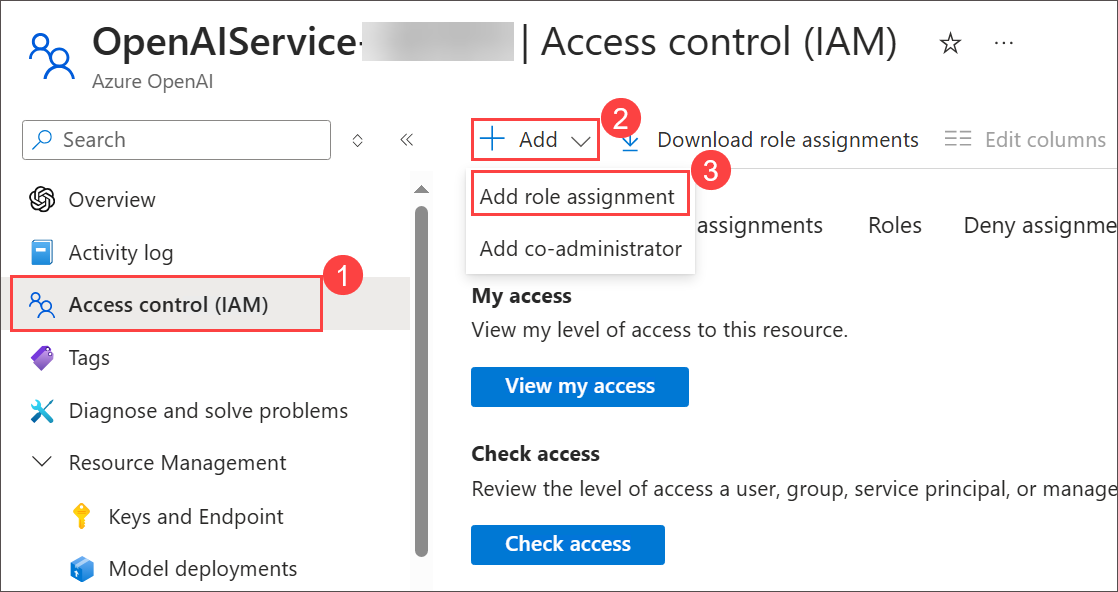 OpenAIService- | Access control (IAM)
Azure OpenAI
Search
Add
2
Download role assignments
Edit columns
Add role assignment
3
Add co-administrator
assignments
Roles
Deny assignme
Overview
Activity log
Access control (IAM)
1
Tags
Diagnose and solve problems
Resource Management
Keys and Endpoint
Model deployments
My access
View my level of access to this resource.
View my access
Check access
Review the level of access a user, group, service principal, or manage
Check access